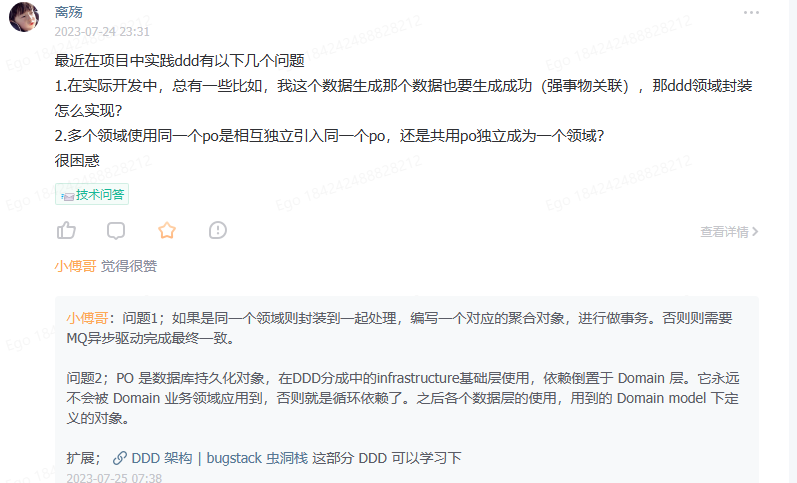 离殇
2023-07-24 23:31
最近在项目中实践ddd有以下几个问题
1.在实际开发中，总有一些比如，我这个数据生成那个数据也要生成成功（强事物关联），那ddd领域封装
怎么实现？
2.多个领域使用同一个po是相互独立引入同一个po，还是共用po独立成为一个领域？
很困惑
技术问答
查看详情
小傅哥 觉得很赞
小傅哥：问题1；如果是同一个领域则封装到一起处理，编写一个对应的聚合对象，进行做事务。否则则需要
MQ异步驱动完成最终一致。
问题2；PO 是数据库持久化对象，在DDD分成中的infrastructure基础层使用，依赖倒置于 Domain 层。它永远
不会被 Domain 业务领域应用到，否则就是循环依赖了。之后各个数据层的使用，用到的 Domain model 下定
义的对象。
扩展； DDD 架构 | bugstack 虫洞栈 这部分 DDD 可以学习下
2023-07-25 07:38
Ego 184242488828212
Ego 184242488828212
Ego 184242488828212
Ego 184242488828212
Ego 184242488828212
Ego 184242488828212